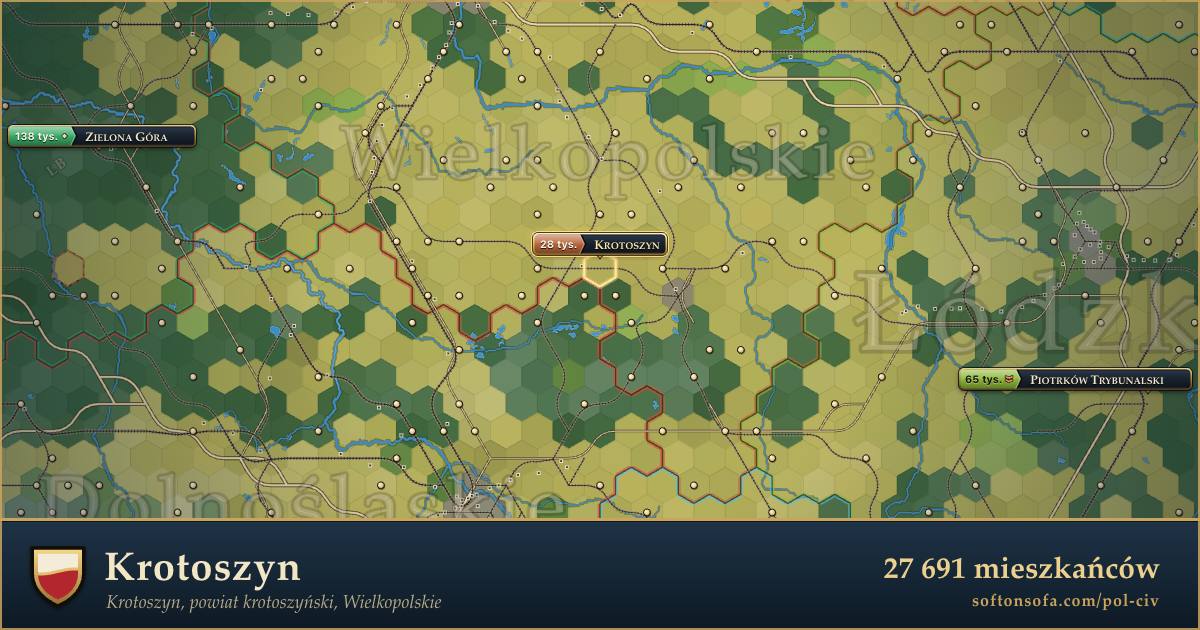 138 tys. Zielona Góra
LB
Wielkopolskie
28 tys. Krotoszyn
Łódzk
65 tys. Piotrków Trybunalski
Dolnośląskie
Krotoszyn
27 691 mieszkańców
Krotoszyn, powiat krotoszyński, Wielkopolskie
softonsofa.com/pol-civ